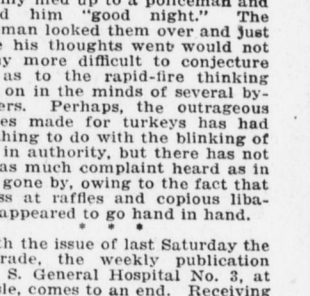 up to a policeman and
him "good night." The
man looked them over and just
his thoughts went would not
more difficult to conjecture
as to the rapid-fire thinking
on in the minds of several by-
ers. Perhaps, the outrageous
es made for turkeys has had
hing to do with the blinking of
in authority, but there has not
as much complaint heard as in
gone by, owing to the fact that
ss at raffles and copious liba-
appeared to go hand in hand.
* * *
th the issue of last Saturday the
rade, the weekly publication
S. General Hospital No. 3, at
le, comes to an end. Receiving